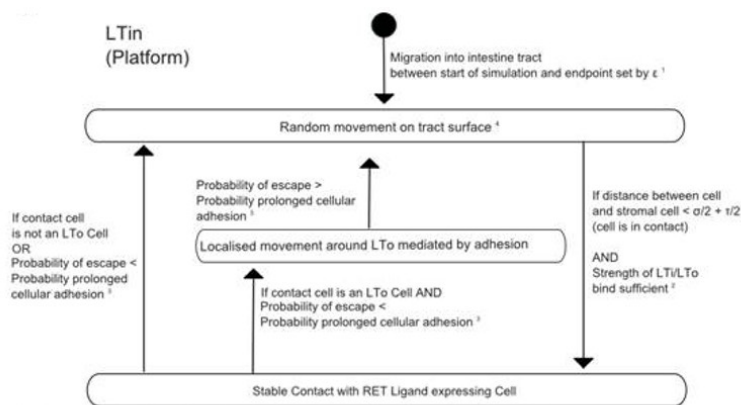 LTin
(Platform)
Migration into intestine tract
between start of simulation and endpoint set by ε ¹
Random movement on tract surface ⁴
Probability of escape >
Probability prolonged cellular
adhesion ³
If distance between cell
and stromal cell < σ/2 + τ/2
(cell is in contact)
AND
Strength of LTi/LTo
bind sufficient ²
If contact cell
is not an LTo Cell
OR
Probability of escape <
Probability prolonged
cellular adhesion ³
Localised movement around LTo mediated by adhesion
If contact cell is an LTo Cell AND
Probability of escape <
Probability prolonged cellular adhesion ³
Stable Contact with RET Ligand expressing Cell